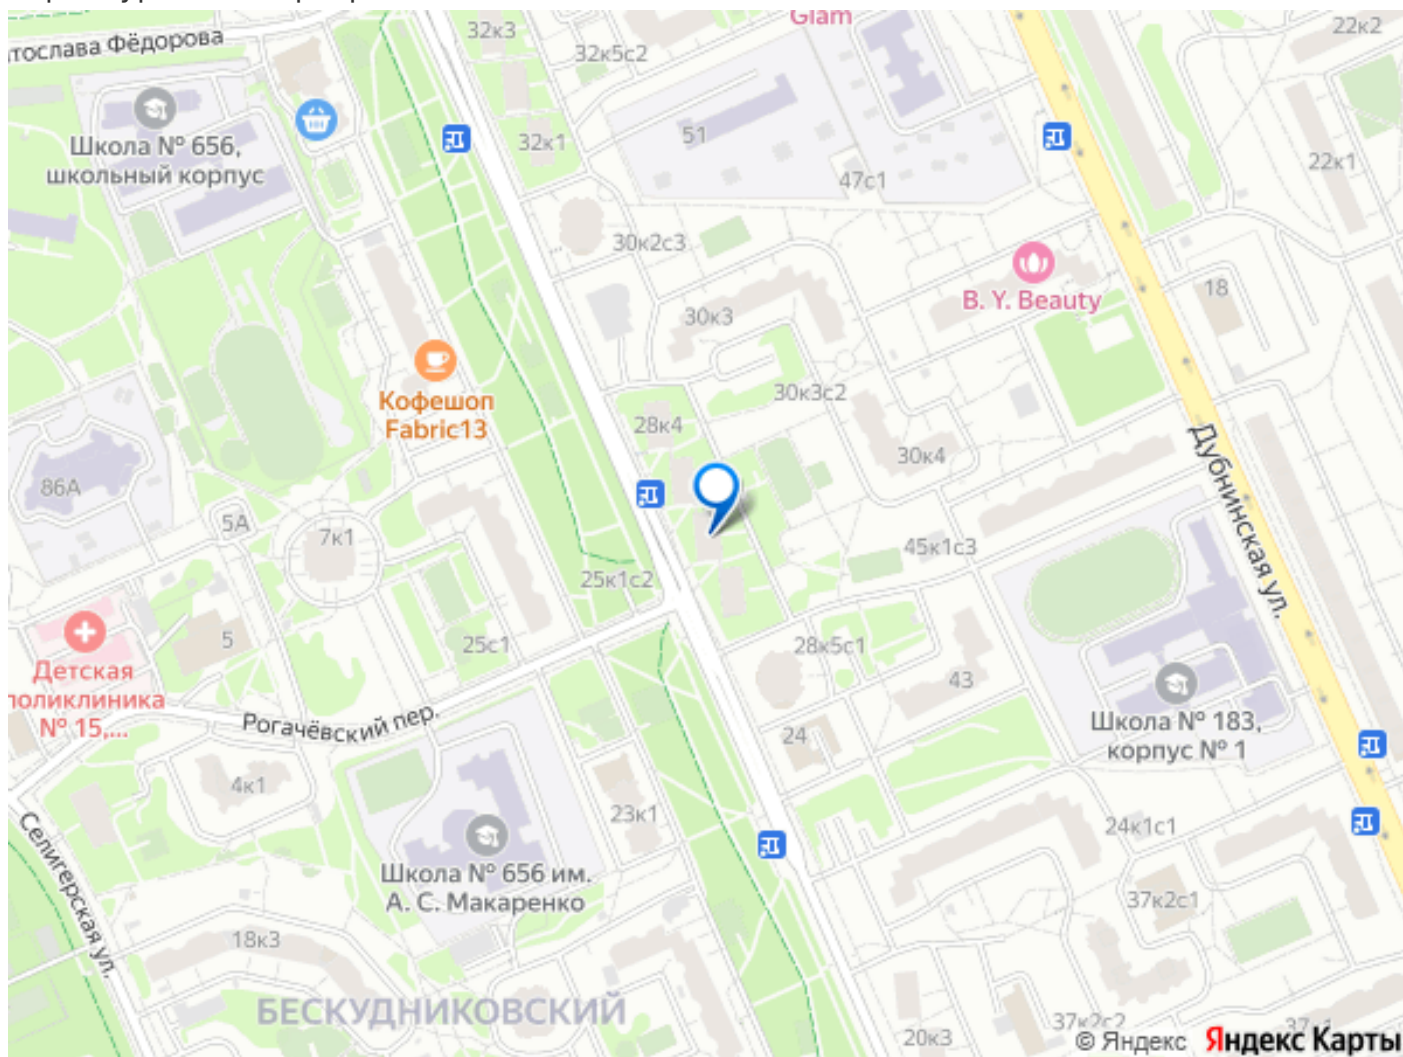 Glam
32к3
22к2
тослава Фёдорова
32к5с2
Школа № 656,
школьный корпус
32к1
51
47с1
22к1
30к2с3
B. Y. Beauty
18
30к3
Кофешоп
Fabric13
30к3с2
28к4
30к4
Дубнинская ул.
86А
5А
7к1
45к1с3
25к1с2
5
25с1
28к5с1
43
Детская
поликлиника
№ 15,...
Рогачёвский пер.
24
Школа № 183,
корпус № 1
4к1
23к1
24к1с1
Селигерская ул.
Школа № 656 им.
А. С. Макаренко
37к2с1
18к3
БЕСКУДНИКОВСКИЙ
20к3
37к2с2
© Яндекс Яндекс Карты